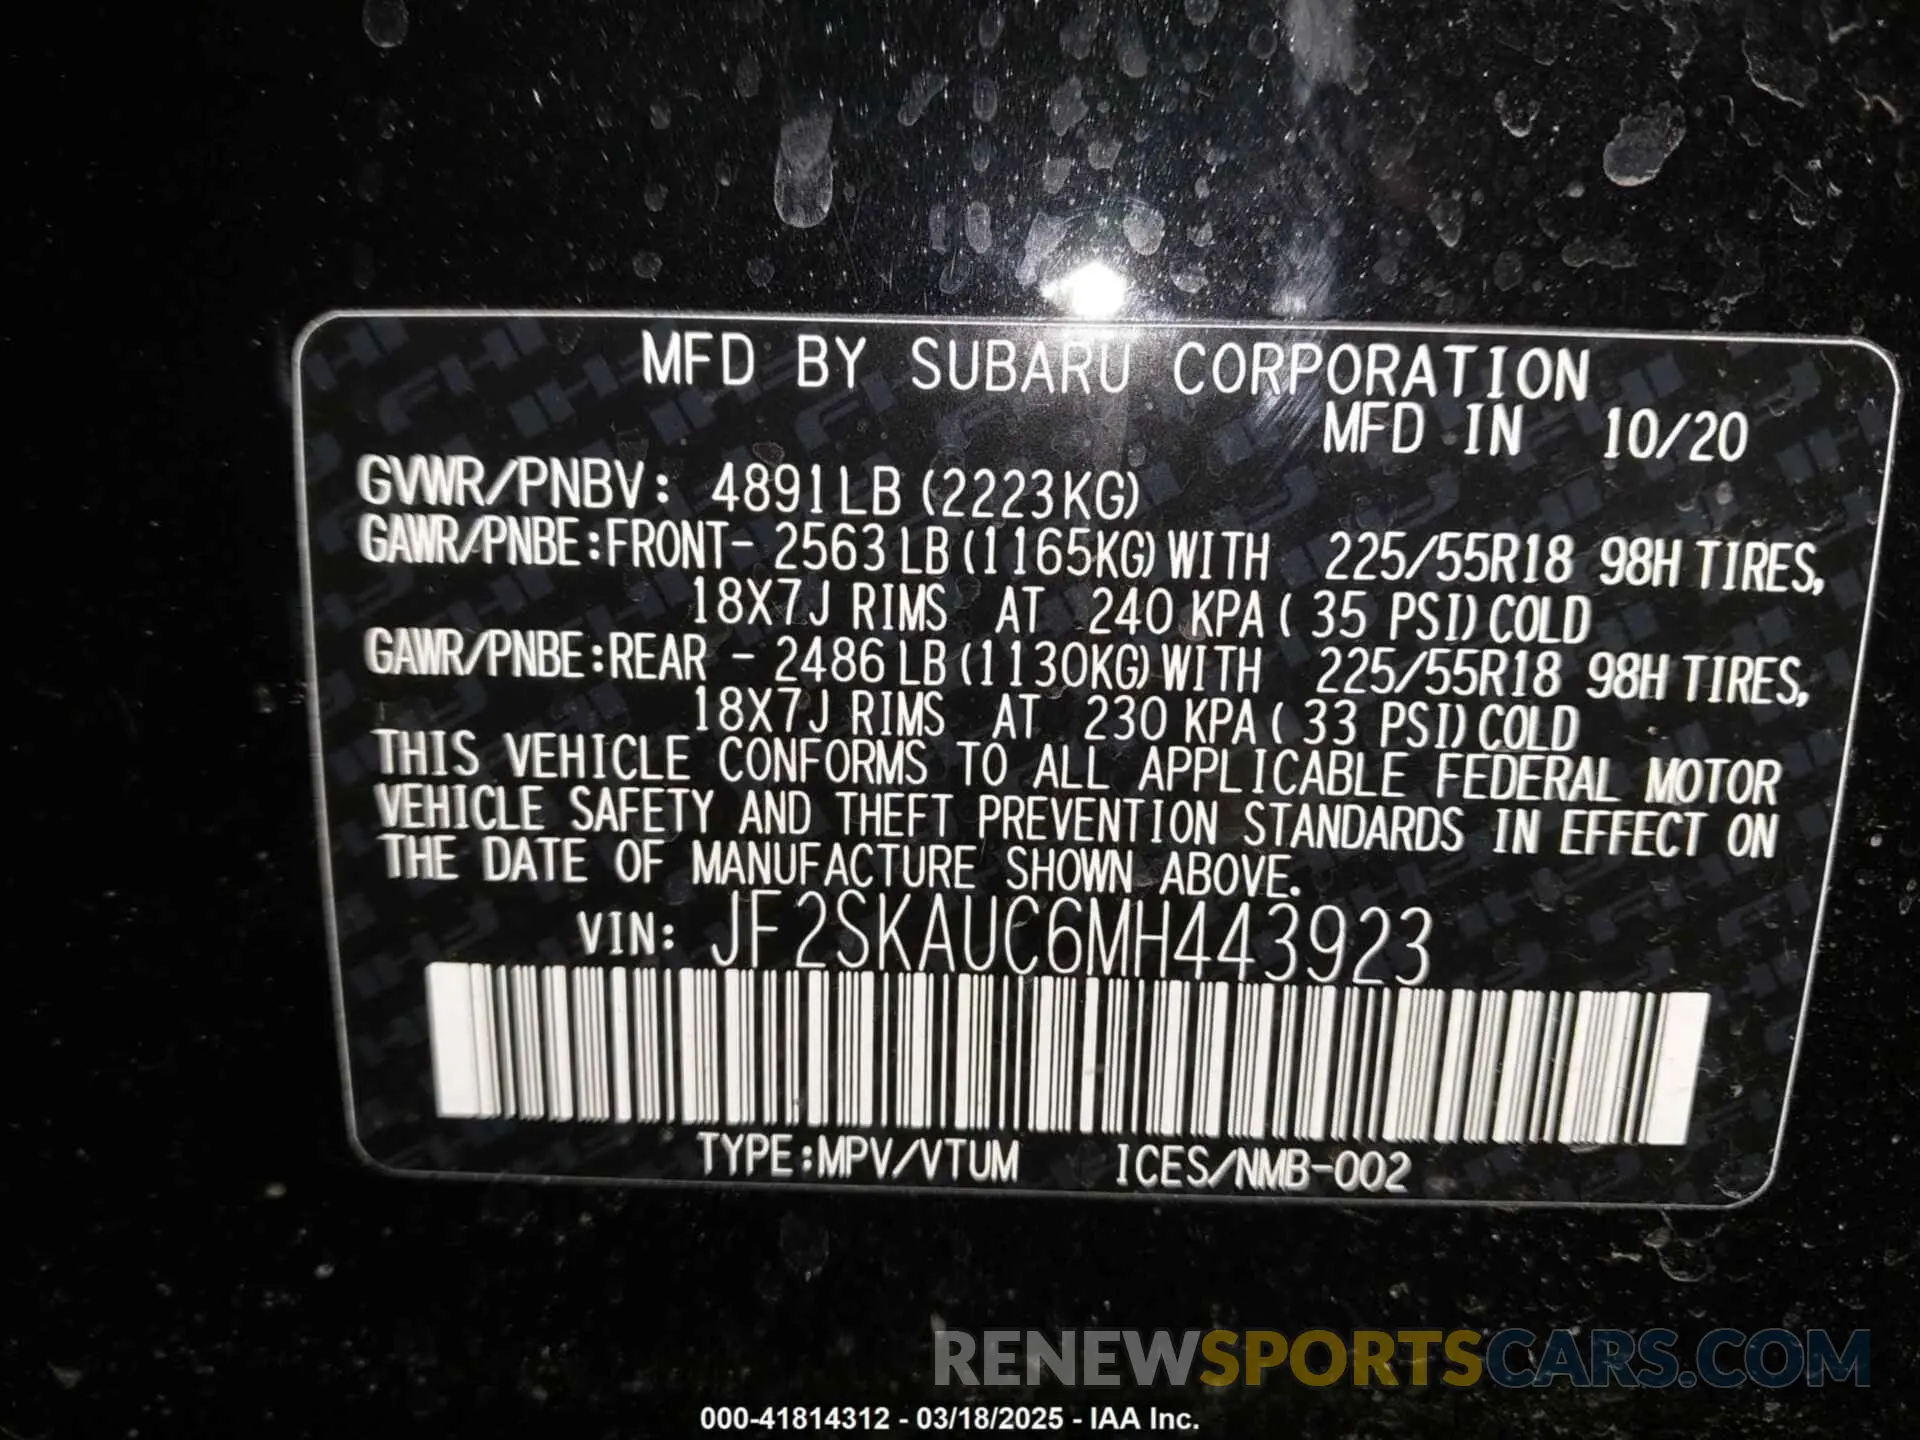 MFD BY SUBARU CORPORATION
MFD IN 10/20
GVWR/PNBV: 4891LB (2223KG)
GAWR/PNBE:FRONT- 2563 LB (1165KG) WITH 225/55R18 98H TIRES,
18X7J RIMS AT 240 KPA ( 35 PSI) COLD
GAWR/PNBE:REAR - 2486 LB (1130KG) WITH 225/55R18 98H TIRES,
18X7J RIMS AT 230 KPA ( 33 PSI) COLD
THIS VEHICLE CONFORMS TO ALL APPLICABLE FEDERAL MOTOR
VEHICLE SAFETY AND THEFT PREVENTION STANDARDS IN EFFECT ON
THE DATE OF MANUFACTURE SHOWN ABOVE.
VIN: JF2SKAUC6MH443923
TYPE:MPV/VTUM ICES/NMB-002
RENEWSPORTSCARS.COM
000-41814312 - 03/18/2025 - IAA Inc.